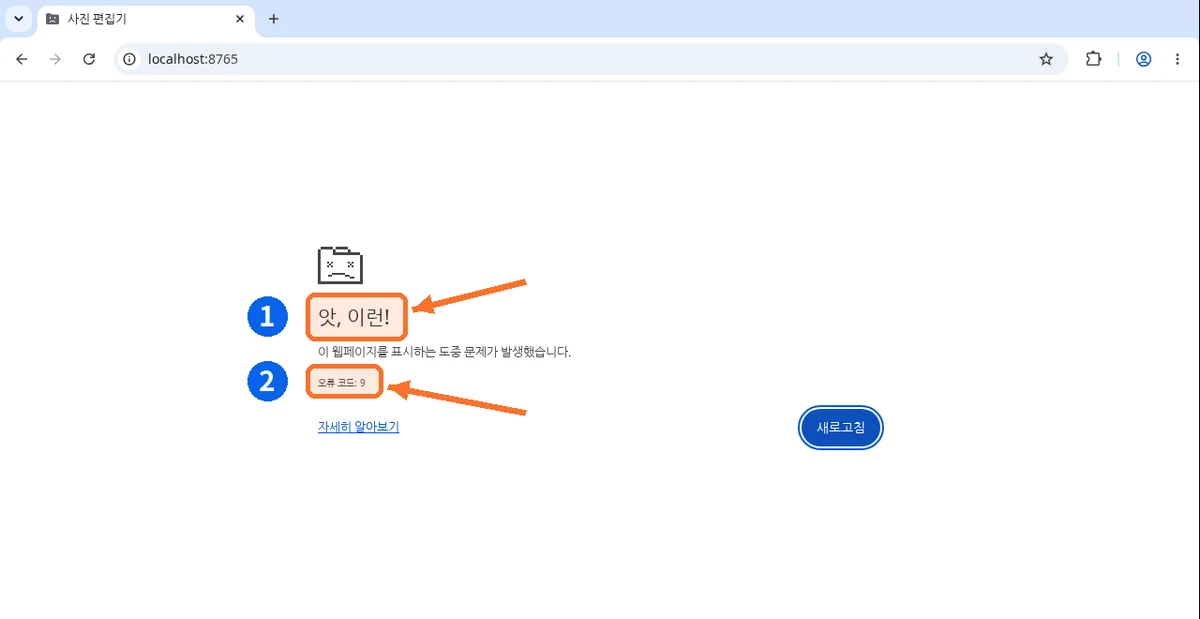 사진 편집기
localhost:8765
1
앗, 이런!
이 웹페이지를 표시하는 도중 문제가 발생했습니다.
2
오류 코드: 9
자세히 알아보기
새로고침